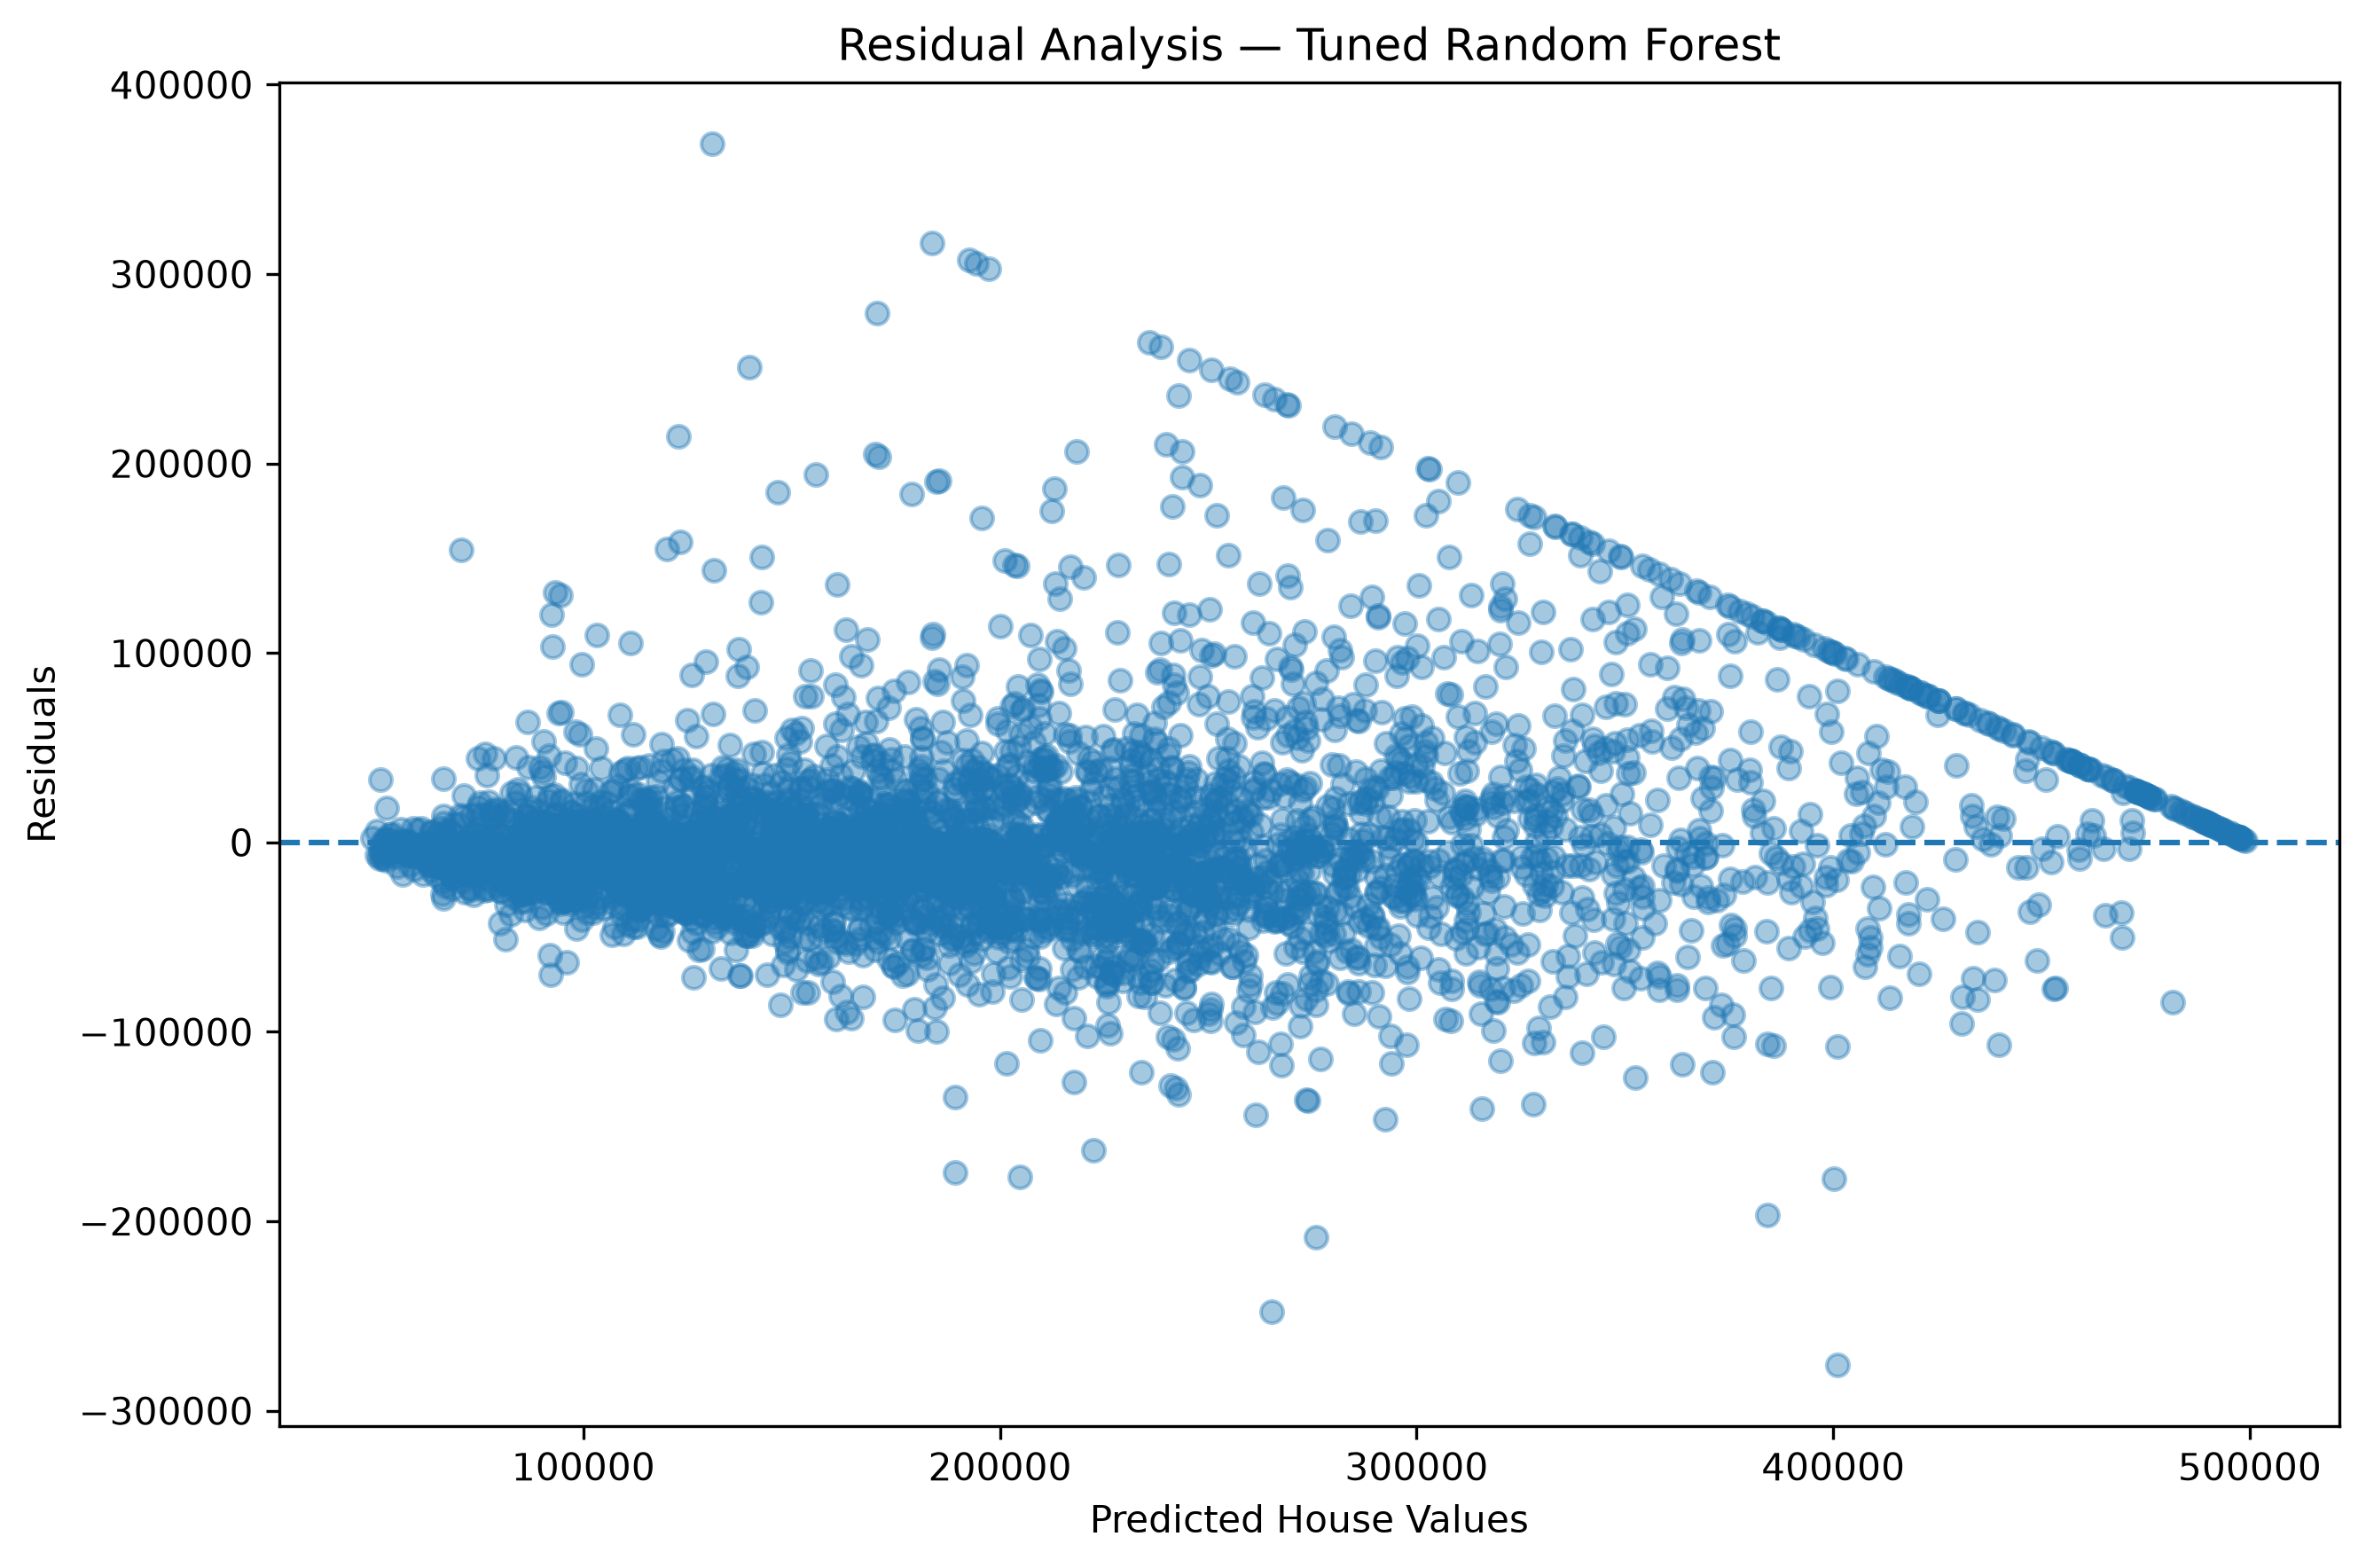 Residual Analysis — Tuned Random Forest
400000
300000
200000
100000
0
−100000
−200000
−300000
Residuals
100000 200000 300000 400000 500000
Predicted House Values